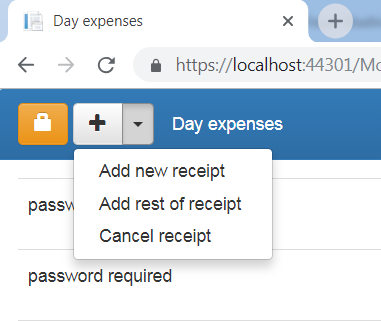 Day expenses
https://localhost:44301/Mo
Day expenses
Add new receipt
Add rest of receipt
Cancel receipt
password required